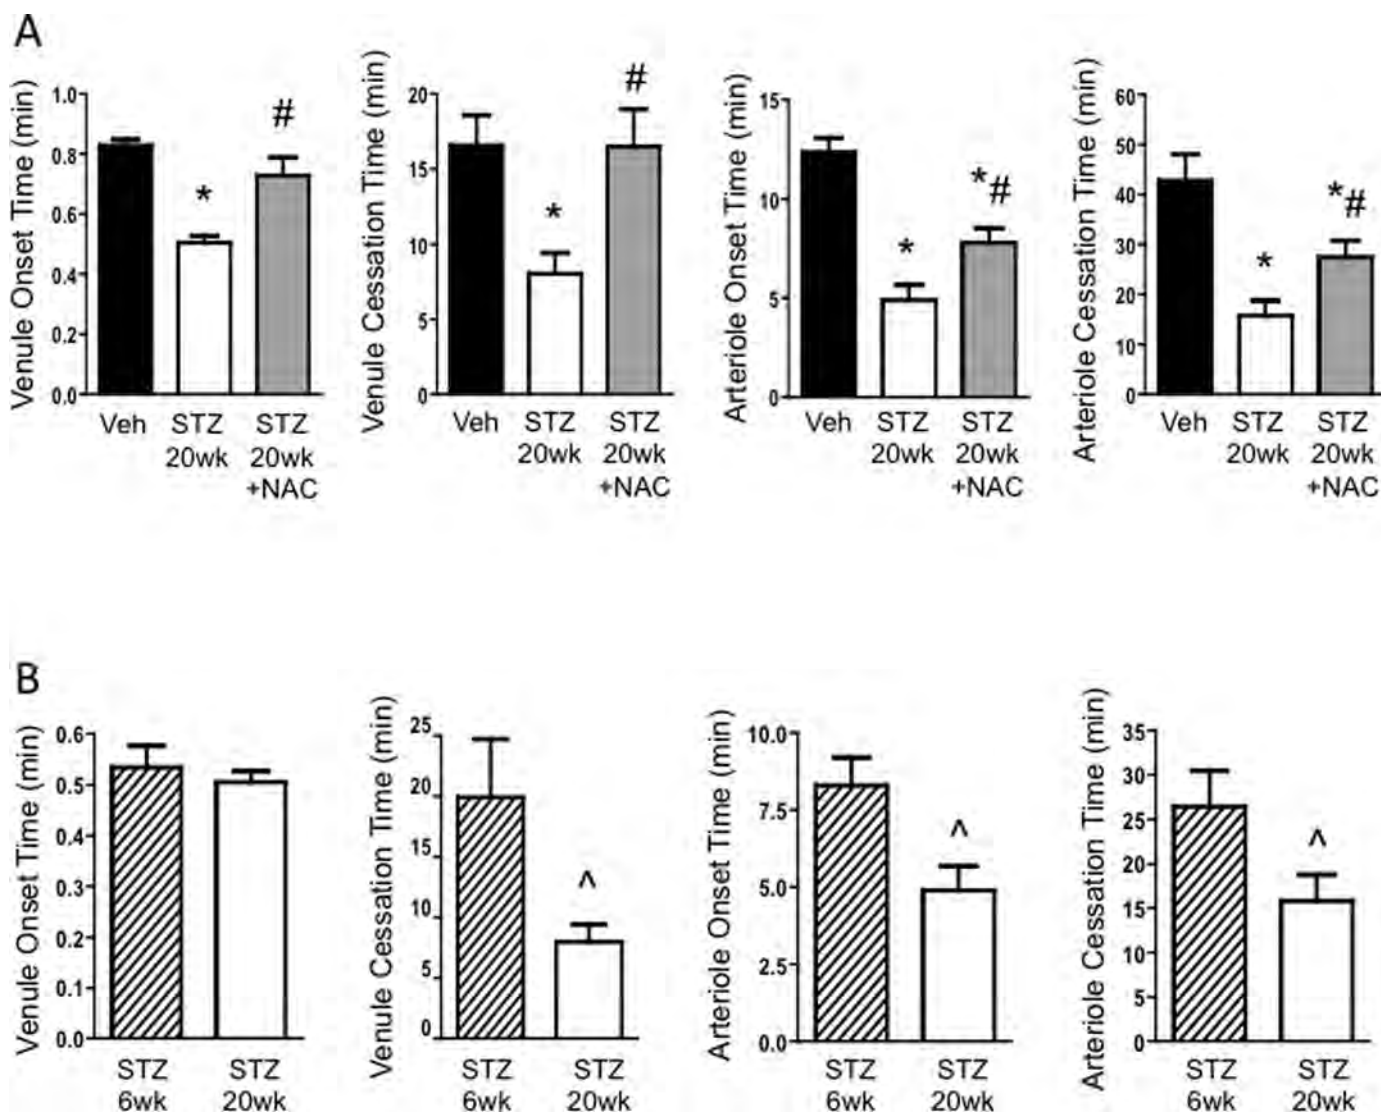 A
Venule Onset Time (min)
1.0
0.8
0.6
0.4
0.2
0.0
*
#
Veh STZ STZ
20wk 20wk
+NAC
Venule Cessation Time (min)
20
15
10
5
0
*
#
Veh STZ STZ
20wk 20wk
+NAC
Arteriole Onset Time (min)
15
10
5
0
*
*#
Veh STZ STZ
20wk 20wk
+NAC
Arteriole Cessation Time (min)
60
50
40
30
20
10
0
*
*#
Veh STZ STZ
20wk 20wk
+NAC
B
Venule Onset Time (min)
0.6
0.5
0.4
0.3
0.2
0.1
0.0
STZ STZ
6wk 20wk
Venule Cessation Time (min)
25
20
15
10
5
0
^
STZ STZ
6wk 20wk
Arteriole Onset Time (min)
10.0
7.5
5.0
2.5
0.0
^
STZ STZ
6wk 20wk
Arteriole Cessation Time (min)
35
30
25
20
15
10
5
0
^
STZ STZ
6wk 20wk